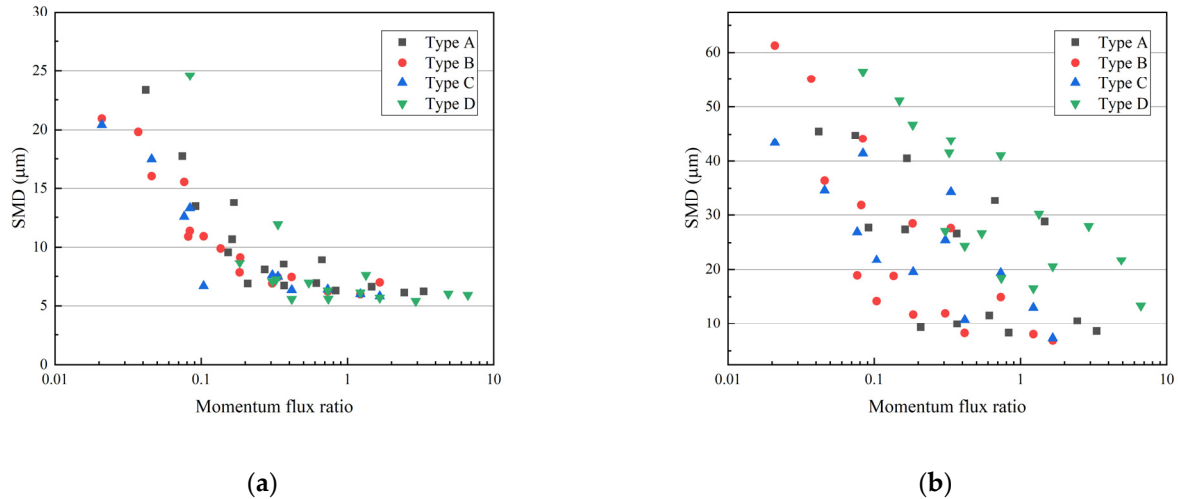 30
25
20
15
10
5
0
SMD (μm)
0.01
0.1
1
10
Momentum flux ratio
Type A
Type B
Type C
Type D
(a)
60
50
40
30
20
10
SMD (μm)
0.01
0.1
1
10
Momentum flux ratio
Type A
Type B
Type C
Type D
(b)